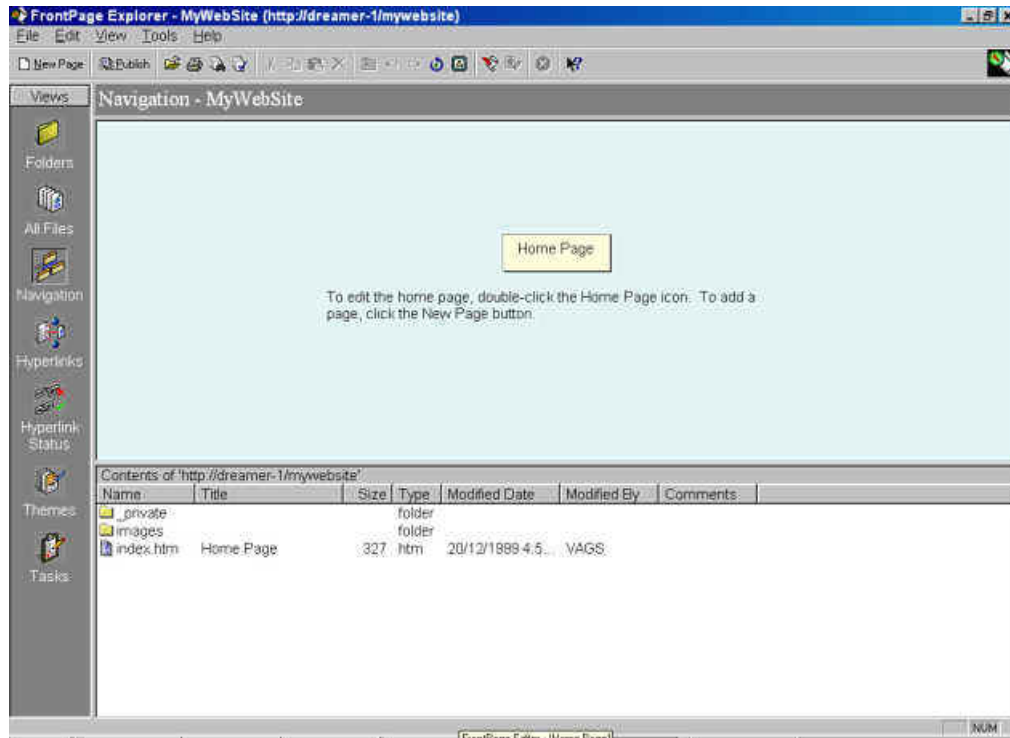 FrontPage Explorer - MyWebSite (http://dreamer-1/mywebsite)
File Edit View Tools Help
New Page Publish
Views
Navigation - MyWebSite
Folders
All Files
Navigation
Hyperlinks
Hyperlink
Status
Themes
Tasks
Home Page
To edit the home page, double-click the Home Page icon. To add a
page, click the New Page button.
Contents of 'http://dreamer-1/mywebsite'
Name Title Size Type Modified Date Modified By Comments
_private folder
images folder
index.htm Home Page 327 htm 20/12/1999 4:5... VAGS
NUM
FrontPage Editor - [Home Page]